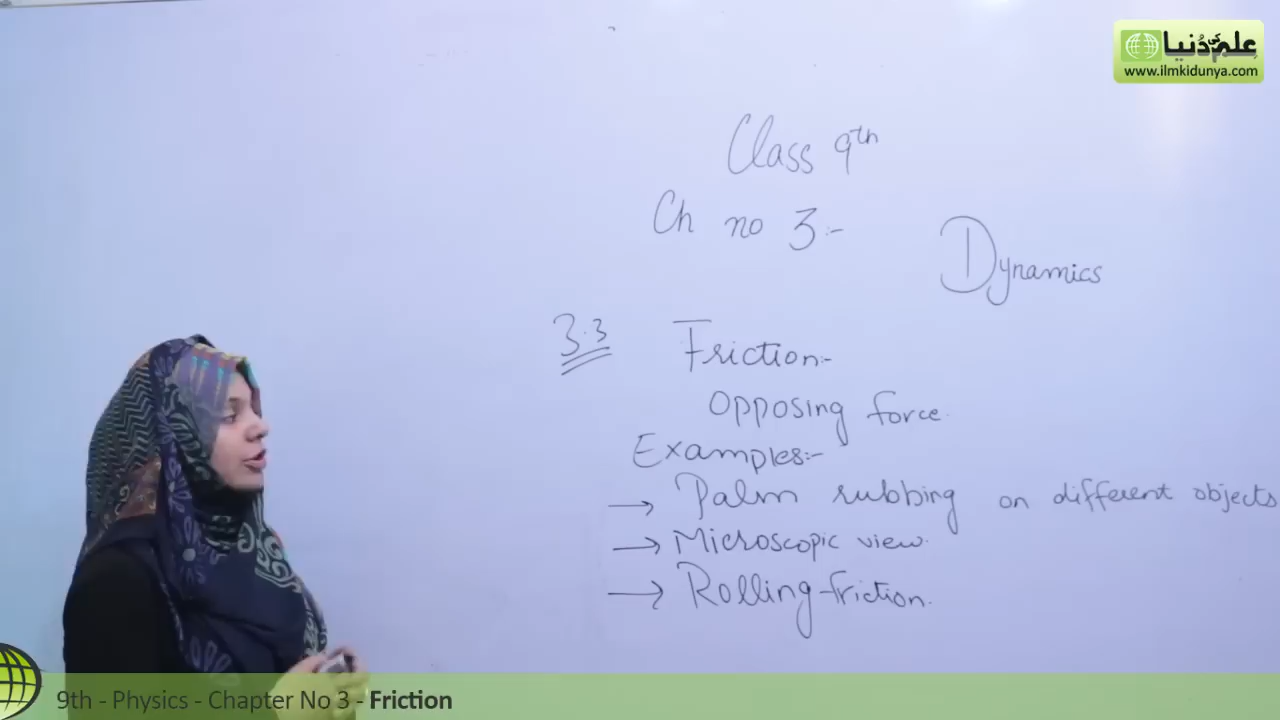 علم کی دُنیا
www.ilmkidunya.com
Class 9th
Ch no 3:-
Dynamics
3.3 Friction:-
Opposing force.
Examples:-
→ Palm rubbing on different objects
→ Microscopic view.
→ Rolling friction.
9th - Physics - Chapter No 3 - Friction